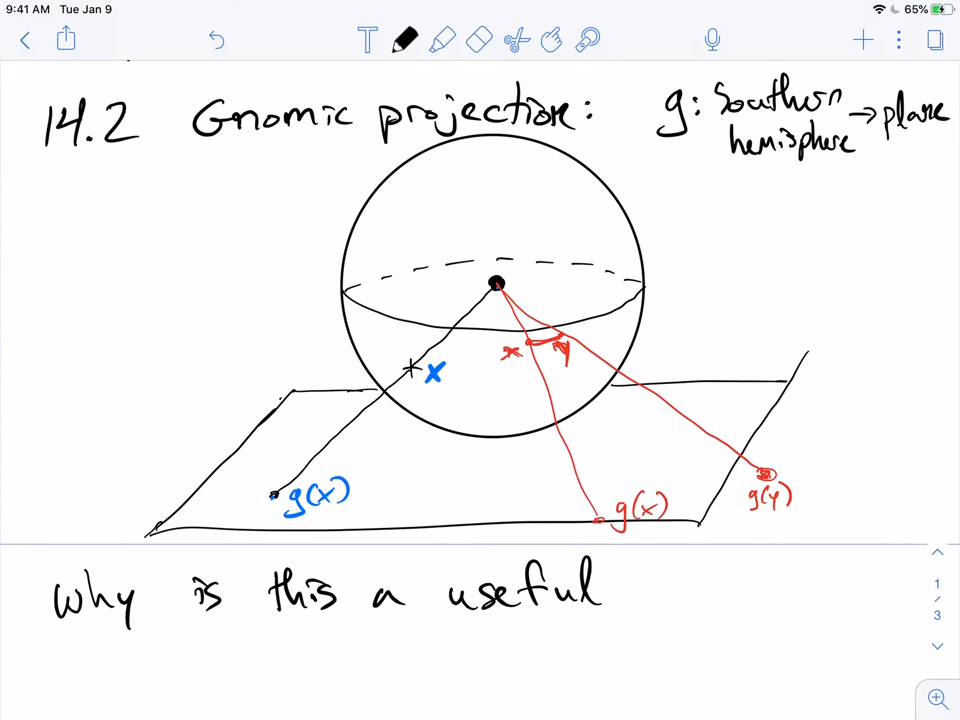 9:41 AM Tue Jan 9
65%
14.2 Gnomic projection:
g: Southern → plane
hemisphere
x
x y
g(x)
g(x)
g(y)
why is this a useful
1
/
3